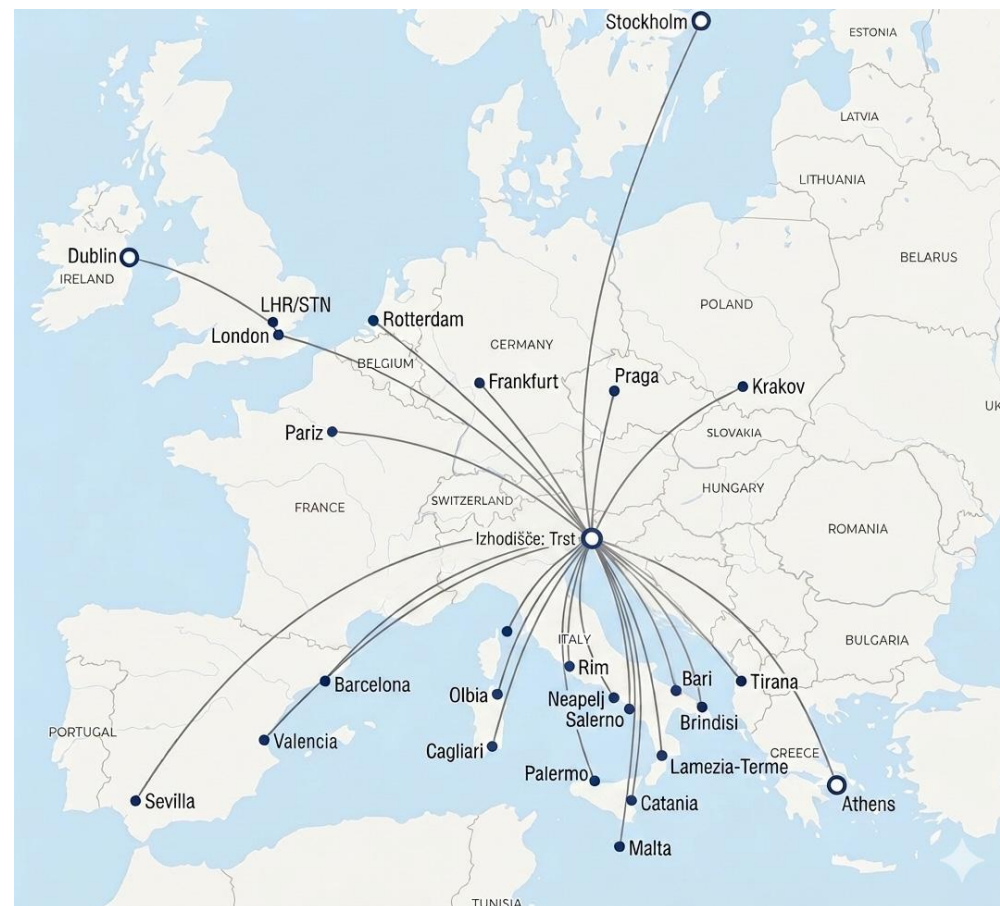 Stockholm
ESTONIA
LATVIA
LITHUANIA
Dublin
IRELAND
BELARUS
LHR/STN
London
Rotterdam
POLAND
GERMANY
BELGIUM
Frankfurt
Praga
Krakov
UK
Pariz
SLOVAKIA
SWITZERLAND
HUNGARY
FRANCE
ROMANIA
Izhodišče: Trst
ITALY
BULGARIA
Rim
Barcelona
Olbia
Neapelj
Bari
Tirana
Salerno
Brindisi
PORTUGAL
Valencia
Cagliari
GREECE
Lamezia-Terme
Palermo
Sevilla
Catania
Athens
Malta
TUNISIA